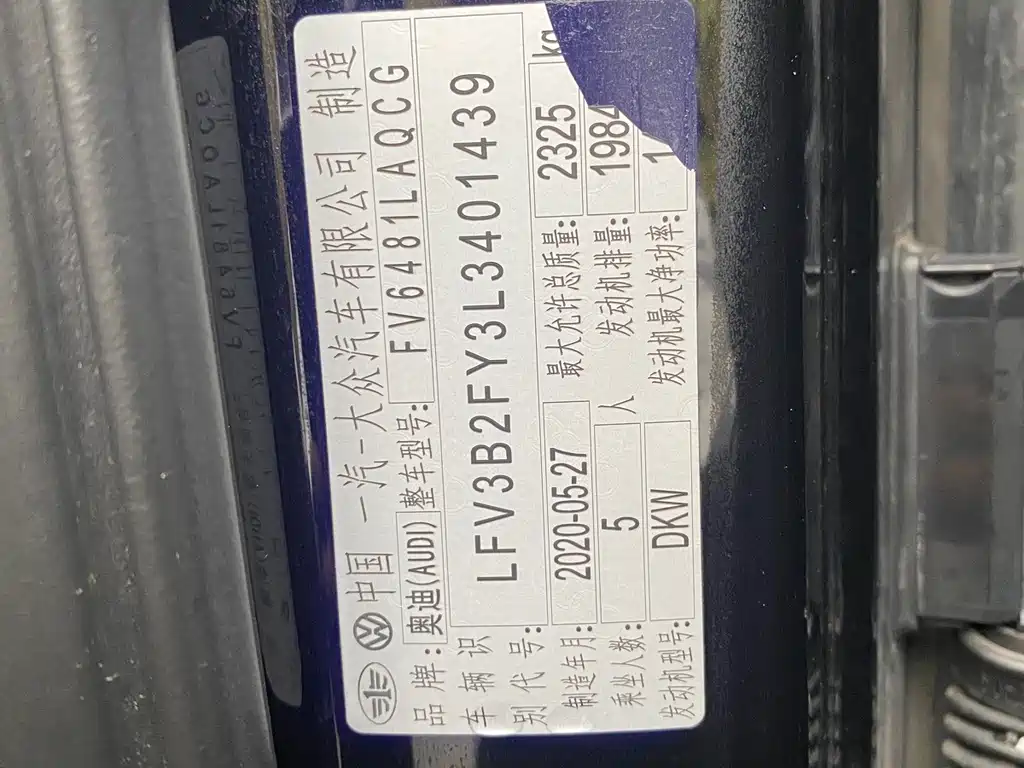 中国 一汽-大众汽车有限公司 制造
品牌: 奥迪(AUDI) 整车型号: FV6481LAQCG
车辆识别代号: LFV3B2FY3L3401439
制造年月: 2020-05-27 最大允许总质量: 2325 kg
乘坐人数: 5 人 发动机排量: 1984
发动机型号: DKW 发动机最大净功率: 1